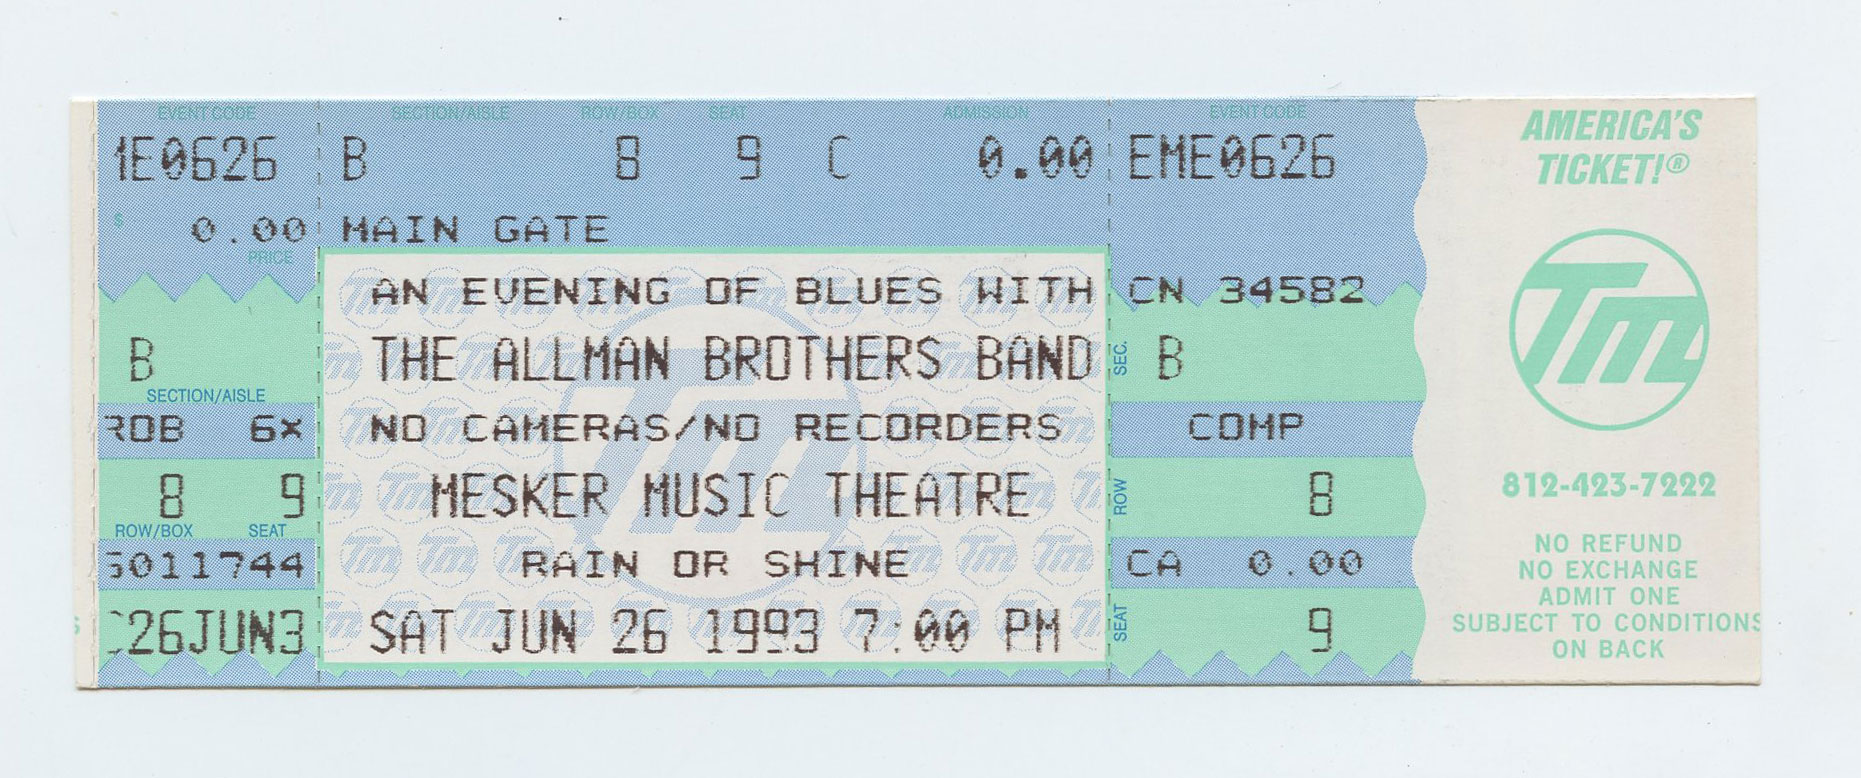 EVENT CODE
1E0626
$ 0.00
PRICE
B
SECTION/AISLE
ROB 6x
8 9
ROW/BOX SEAT
5011744
C26JUN3
SECTION/AISLE ROW/BOX SEAT ADMISSION
B 8 9 C 0.00
MAIN GATE
AN EVENING OF BLUES WITH
THE ALLMAN BROTHERS BAND
NO CAMERAS/NO RECORDERS
MESKER MUSIC THEATRE
RAIN OR SHINE
SAT JUN 26 1993 7:00 PM
EVENT CODE
EME0626
CN 34582
SEC. B
COMP
ROW 8
CA 0.00
SEAT 9
AMERICA'S
TICKET!®
Tm
812-423-7222
NO REFUND
NO EXCHANGE
ADMIT ONE
SUBJECT TO CONDITIONS
ON BACK